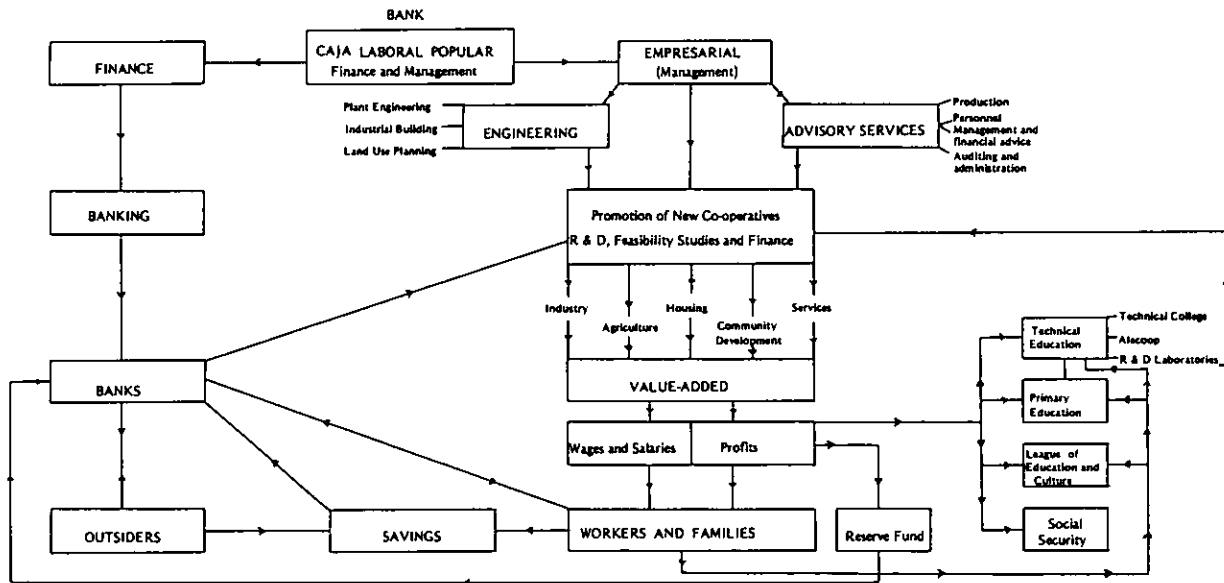 BANK
CAJA LABORAL POPULAR
Finance and Management
FINANCE
EMPRESARIAL
(Management)
Plant Engineering
Industrial Building
Land Use Planning
ENGINEERING
ADVISORY SERVICES
Production
Personnel
Management and
financial advice
Auditing and
administration
BANKING
Promotion of New Co-operatives
R & D, Feasibility Studies and Finance
Industry
Agriculture
Housing
Community
Development
Services
Technical
Education
Technical College
Alecoop
R & D Laboratories
BANKS
VALUE-ADDED
Primary
Education
Wages and Salaries
Profits
League of
Education and
Culture
OUTSIDERS
SAVINGS
WORKERS AND FAMILIES
Reserve Fund
Social
Security